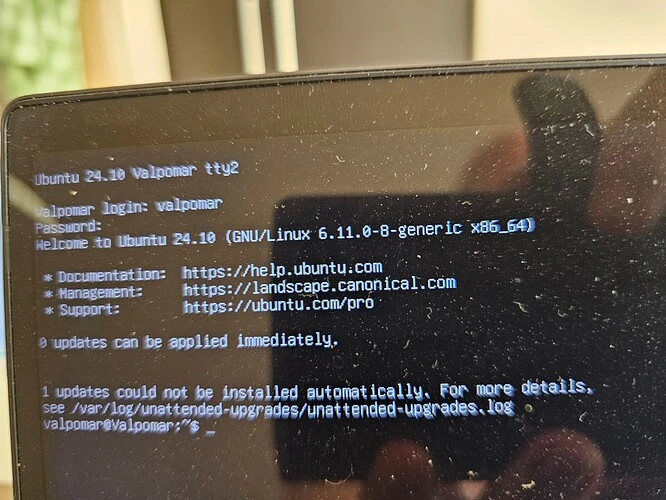 Ubuntu 24.10 Valpomar tty2
Valpomar login: valpomar
Password:
Welcome to Ubuntu 24.10 (GNU/Linux 6.11.0-8-generic x86_64)
* Documentation: https://help.ubuntu.com
* Management: https://landscape.canonical.com
* Support: https://ubuntu.com/pro
0 updates can be applied immediately.
1 updates could not be installed automatically. For more details,
see /var/log/unattended-upgrades/unattended-upgrades.log
valpomar@Valpomar:~$ _